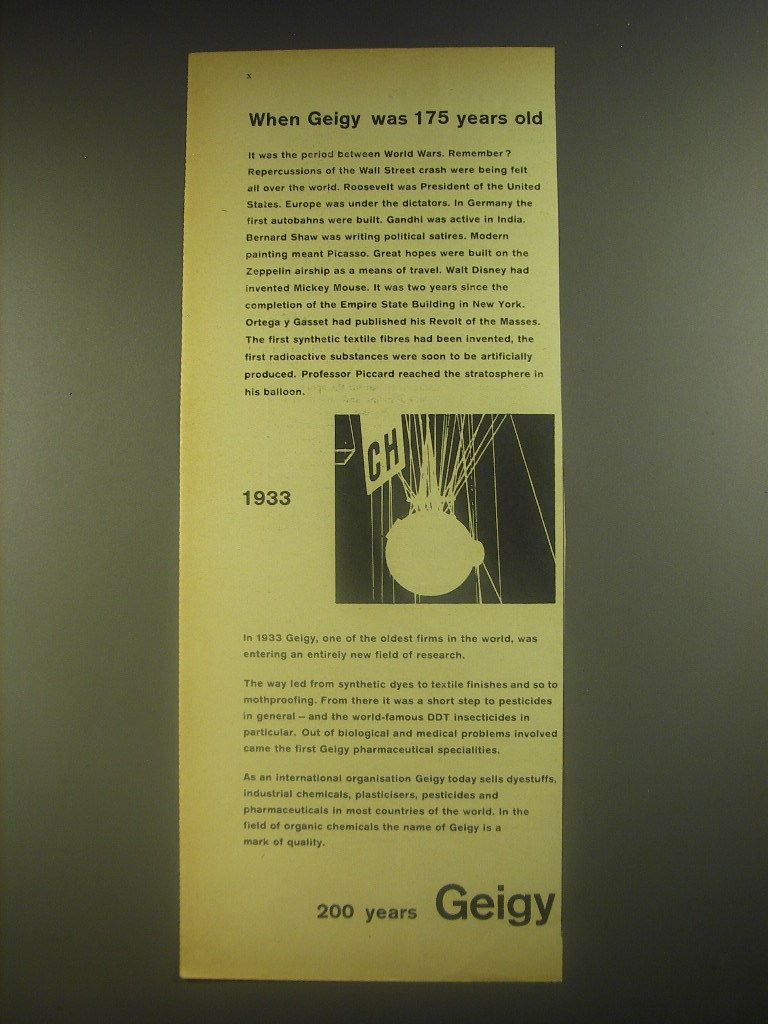 x
When Geigy was 175 years old
It was the period between World Wars. Remember?
Repercussions of the Wall Street crash were being felt
all over the world. Roosevelt was President of the United
States. Europe was under the dictators. In Germany the
first autobahns were built. Gandhi was active in India.
Bernard Shaw was writing political satires. Modern
painting meant Picasso. Great hopes were built on the
Zeppelin airship as a means of travel. Walt Disney had
invented Mickey Mouse. It was two years since the
completion of the Empire State Building in New York.
Ortega y Gasset had published his Revolt of the Masses.
The first synthetic textile fibres had been invented, the
first radioactive substances were soon to be artificially
produced. Professor Piccard reached the stratosphere in
his balloon.
CH
1933
In 1933 Geigy, one of the oldest firms in the world, was
entering an entirely new field of research.
The way led from synthetic dyes to textile finishes and so to
mothproofing. From there it was a short step to pesticides
in general – and the world-famous DDT insecticides in
particular. Out of biological and medical problems involved
came the first Geigy pharmaceutical specialities.
As an international organisation Geigy today sells dyestuffs,
industrial chemicals, plasticisers, pesticides and
pharmaceuticals in most countries of the world. In the
field of organic chemicals the name of Geigy is a
mark of quality.
200 years Geigy